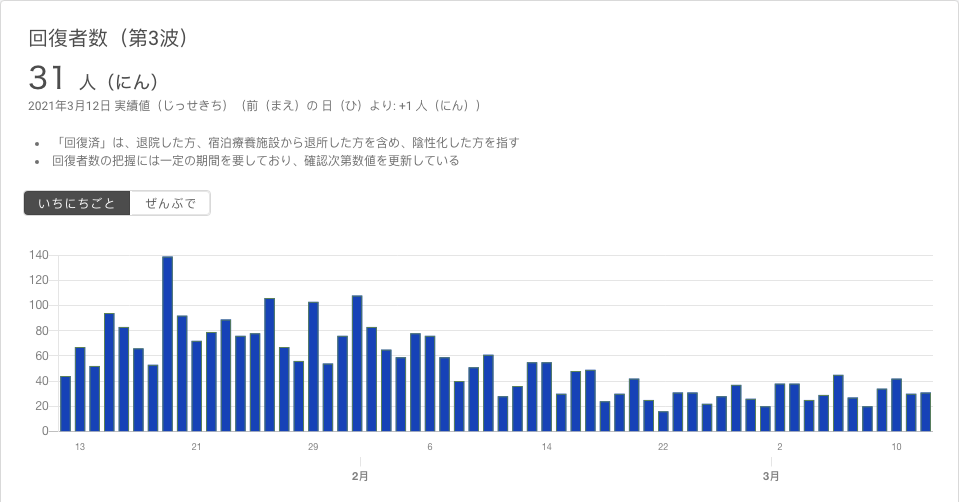 回復者数（第3波）
31 人（にん）
2021年3月12日 実績値（じっせきち）（前（まえ）の 日（ひ）より: +1 人（にん））
• 「回復済」は、退院した方、宿泊療養施設から退所した方を含め、陰性化した方を指す
• 回復者数の把握には一定の期間を要しており、確認次第数値を更新している
いちにちごと ぜんぶで
140
120
100
80
60
40
20
0
13 21 29 6 14 22 2 10
2月 3月